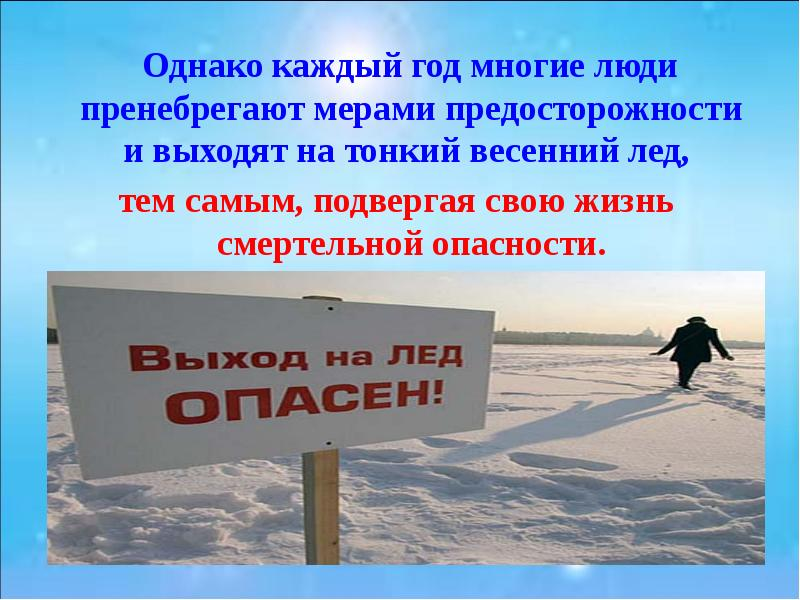 Однако каждый год многие люди
пренебрегают мерами предосторожности
и выходят на тонкий весенний лед,
тем самым, подвергая свою жизнь
смертельной опасности.
Выход на ЛЕД
ОПАСЕН!